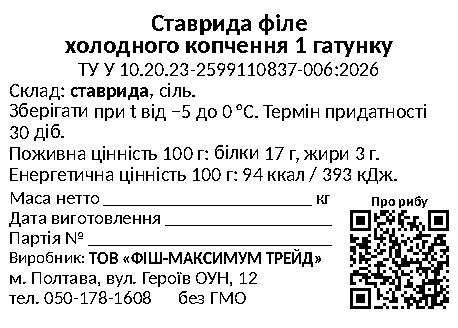 Ставрида філе
холодного копчення 1 гатунку
ТУ У 10.20.23-2599110837-006:2026
Склад: ставрида, сіль.
Зберігати при t від −5 до 0 °С. Термін придатності
30 діб.
Поживна цінність 100 г: білки 17 г, жири 3 г.
Енергетична цінність 100 г: 94 ккал / 393 кДж.
Маса нетто ______________________ кг
Дата виготовлення __________________
Партія № __________________________
Про рибу
Виробник: ТОВ «ФІШ-МАКСИМУМ ТРЕЙД»
м. Полтава, вул. Героїв ОУН, 12
тел. 050-178-1608 без ГМО